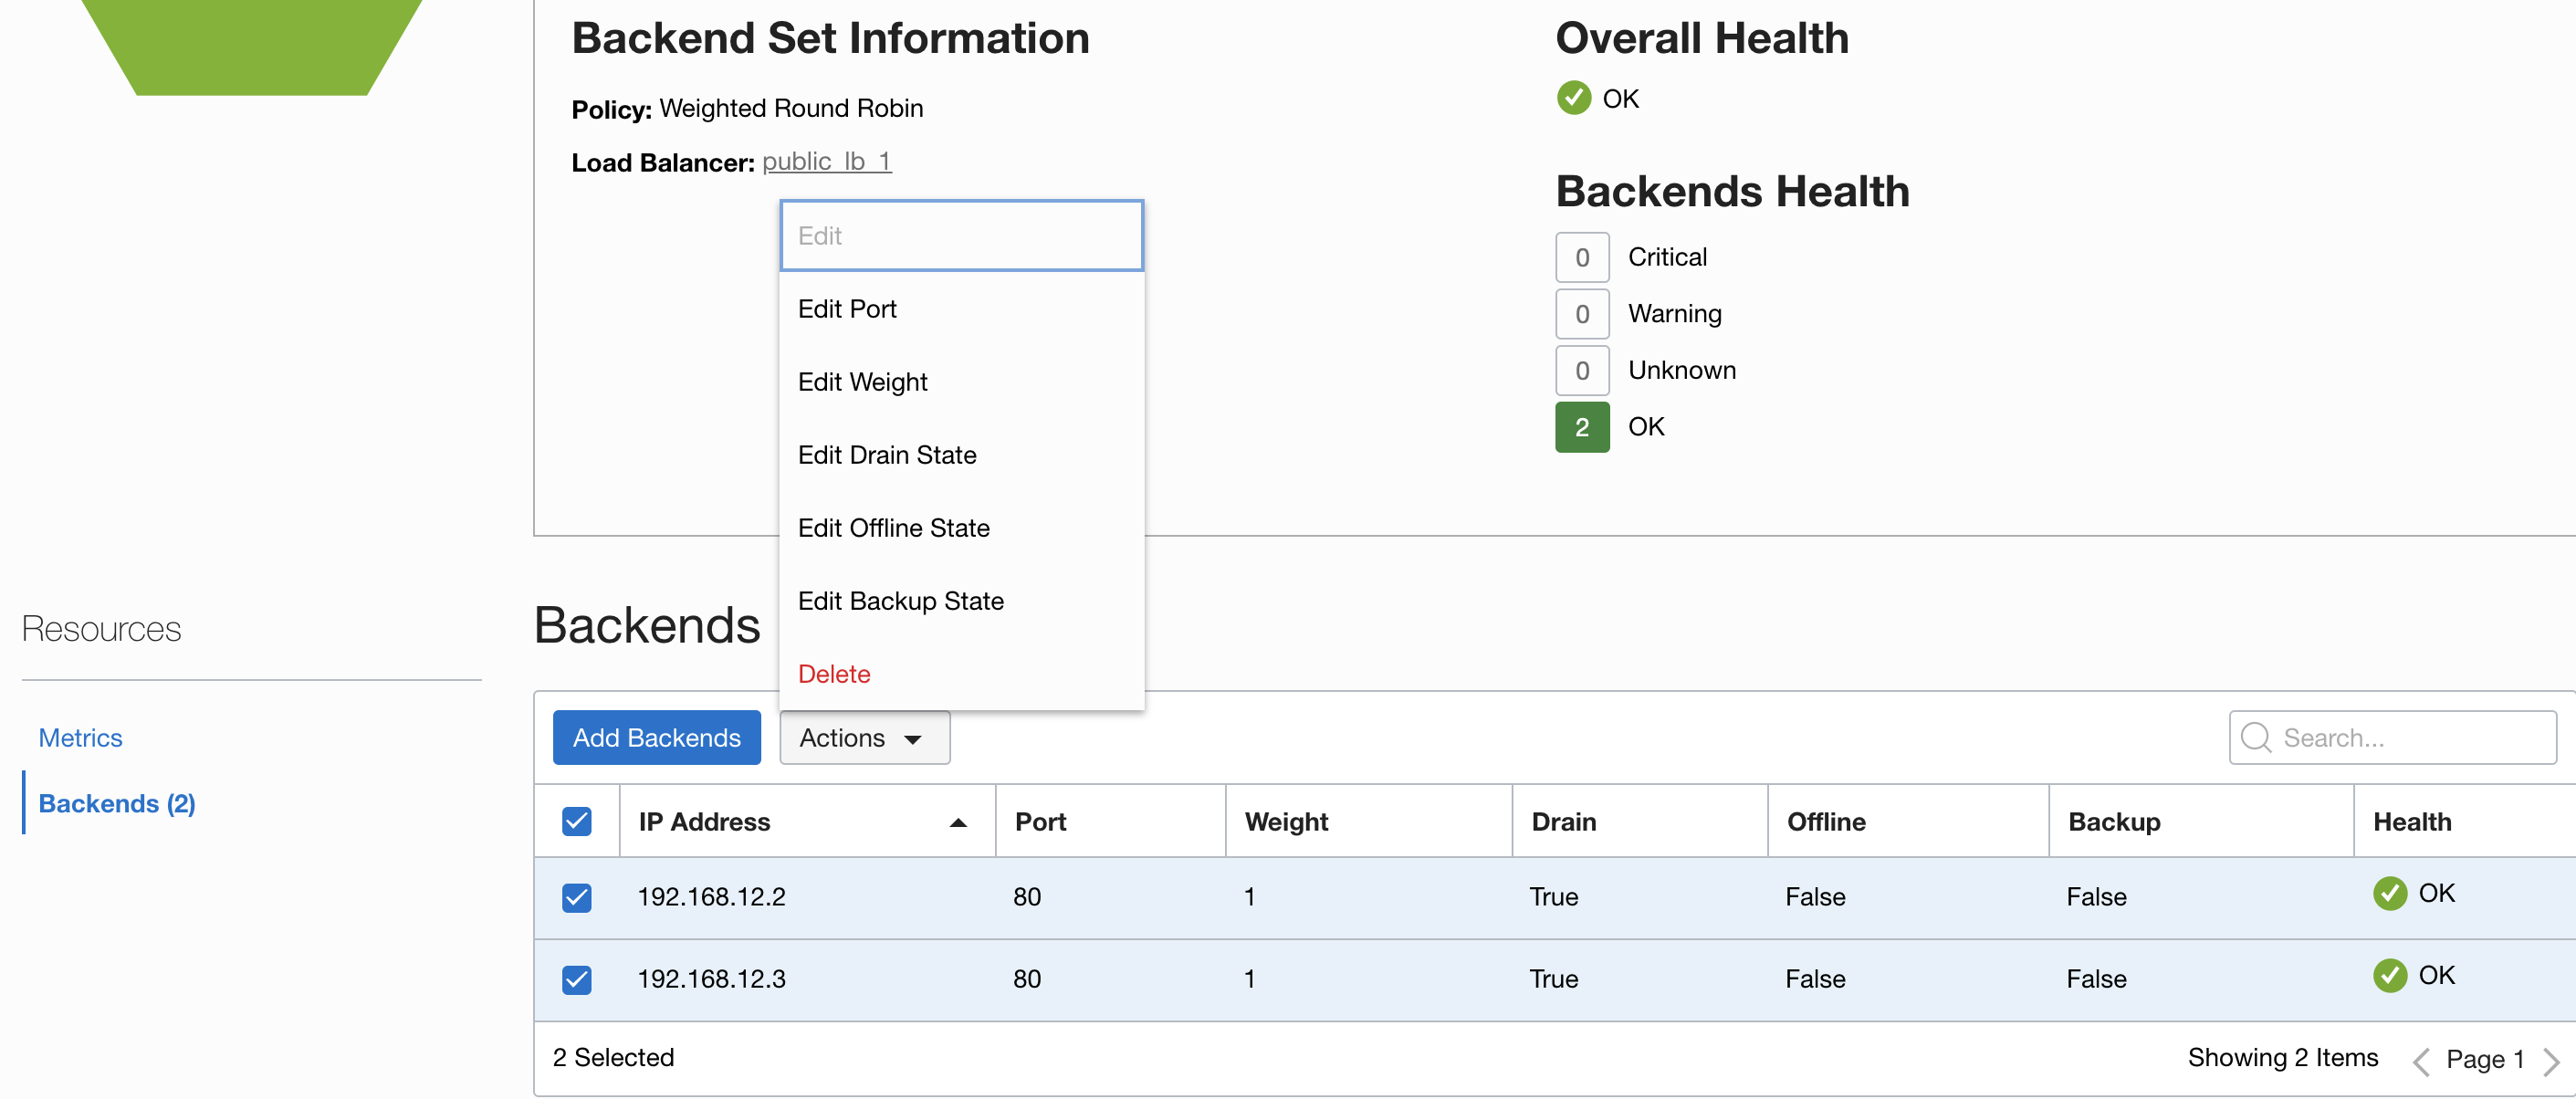 Backend Set Information
Policy: Weighted Round Robin
Load Balancer: public_lb_1
Overall Health
OK
Backends Health
0 Critical
0 Warning
0 Unknown
2 OK
Edit
Edit Port
Edit Weight
Edit Drain State
Edit Offline State
Edit Backup State
Delete
Resources
Metrics
Backends (2)
Backends
Add Backends Actions Search...
IP Address Port Weight Drain Offline Backup Health
192.168.12.2 80 1 True False False OK
192.168.12.3 80 1 True False False OK
2 Selected Showing 2 Items Page 1